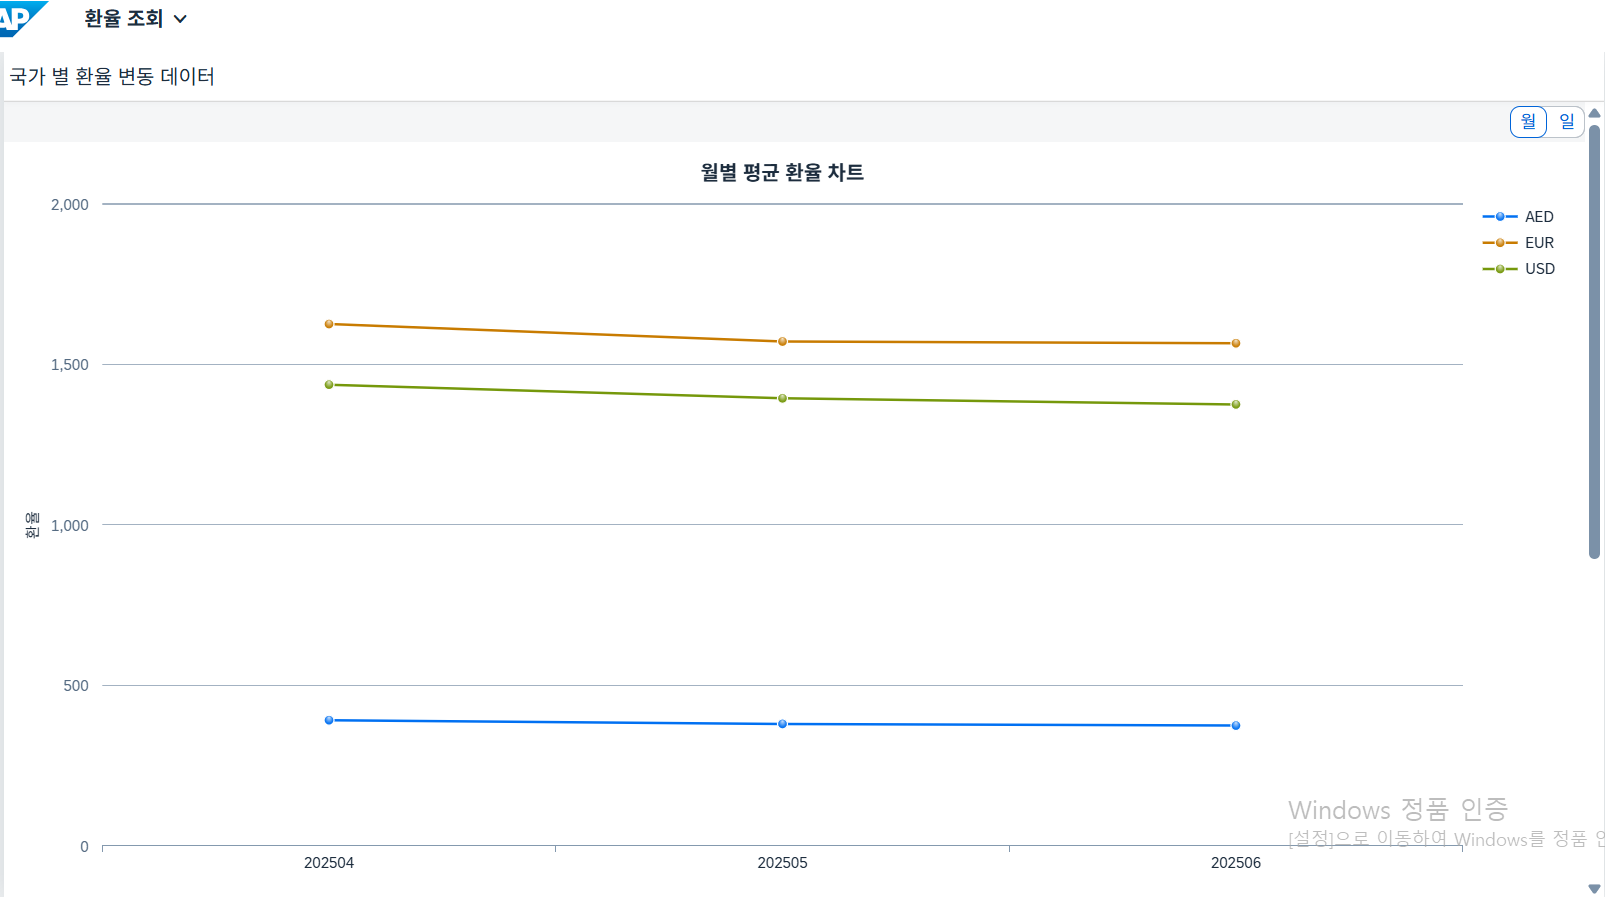 AP
환율 조회
국가 별 환율 변동 데이터
월 일
월별 평균 환율 차트
2,000
1,500
1,000
500
0
환율
202504
202505
202506
AED
EUR
USD
Windows 정품 인증
[설정]으로 이동하여 Windows를 정품